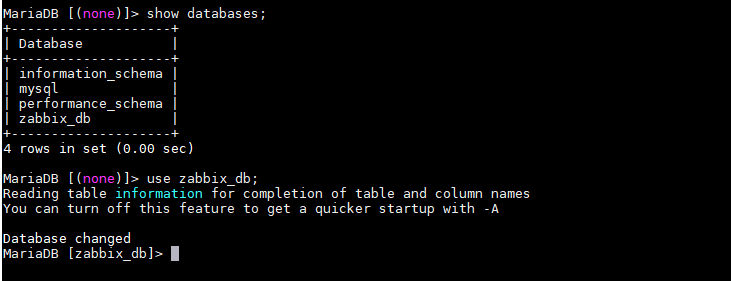 MariaDB [(none)]> show databases;
+--------------------+
| Database           |
+--------------------+
| information_schema |
| mysql              |
| performance_schema |
| zabbix_db          |
+--------------------+
4 rows in set (0.00 sec)
MariaDB [(none)]> use zabbix_db;
Reading table information for completion of table and column names
You can turn off this feature to get a quicker startup with -A
Database changed
MariaDB [zabbix_db]>